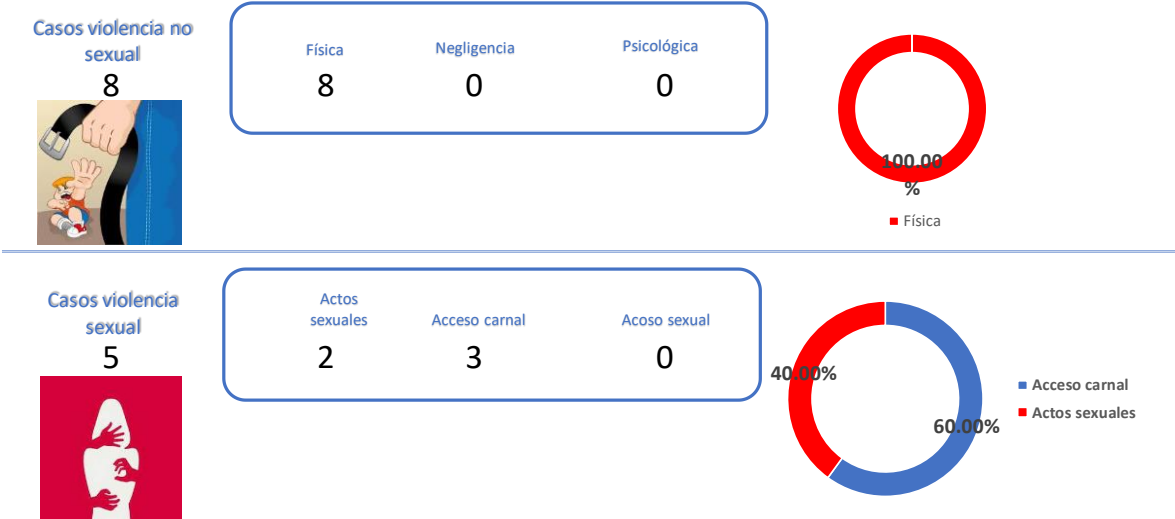 Casos violencia no
sexual
8
Física
Negligencia
Psicológica
8
0
0
100.00
%
Física
Casos violencia
sexual
5
Actos
sexuales
Acceso carnal
Acoso sexual
2
3
0
40.00%
60.00%
Acceso carnal
Actos sexuales